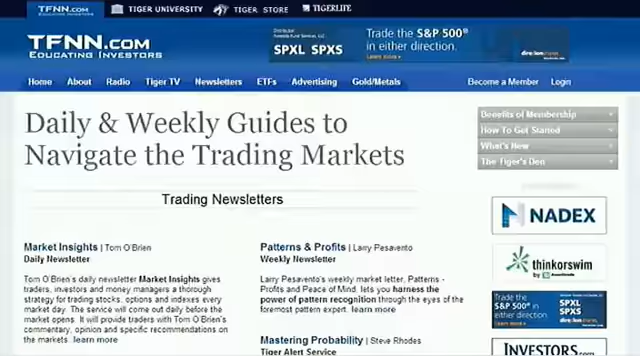 TFNN.COM TIGER UNIVERSITY TIGER STORE TIGERLIFE
EDUCATING INVESTORS
TFNN.COM
EDUCATING INVESTORS
SPXL SPXS
Trade the S&P 500®
in either direction.
Learn more ›
Home About Radio Tiger TV Newsletters ETFs Advertising Gold/Metals Become a Member Login
Daily & Weekly Guides to
Navigate the Trading Markets
Benefits of Membership
How To Get Started
What's New
The Tiger's Den
Trading Newsletters
NADEX
thinkorswim
Market Insights | Tom O'Brien
Daily Newsletter
Tom O'Brien's daily newsletter Market Insights gives
traders, investors and money managers a thorough
strategy for trading stocks, options and indexes every
market day. The service will come out daily before the
market opens. It will provide traders with Tom O'Brien's
commentary, opinion and specific recommendations on
the markets. learn more
Patterns & Profits | Larry Pesavento
Weekly Newsletter
Larry Pesavento's weekly market letter, Patterns -
Profits and Peace of Mind, lets you harness the
power of pattern recognition through the eyes of the
foremost pattern expert. learn more
Mastering Probability | Steve Rhodes
Tiger Alert Service
Trade the
S&P 500®
in either
direction.
Learn more ›
SPXL
SPXS
INVESTORS.com